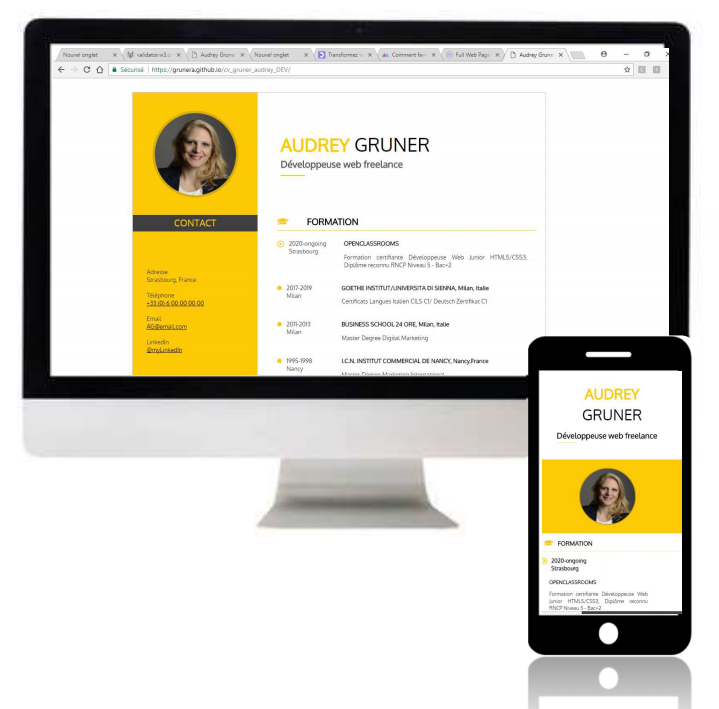 Nouvel onglet
validator.w3.o
Audrey Grune
Nouvel onglet
Transformez v
Comment fair
Full Web Page
Audrey Grune
Sécurisé | https://grunera.github.io/cv_gruner_audrey_DEV/
AUDREY GRUNER
Développeuse web freelance
CONTACT
Adresse
Strasbourg, France
Téléphone
+33 (0) 6 00 00 00 00
Email
AG@email.com
LinkedIn
@myLinkedIn
FORMATION
2020-ongoing
Strasbourg
OPENCLASSROOMS
Formation certifiante Développeuse Web Junior HTML5/CSS3,
Diplôme reconnu RNCP Niveau 5 - Bac+2
2017-2019
Milan
GOETHE INSTITUT/UNIVERSITA DI SIENNA, Milan, Italie
Certificats Langues Italien CILS C1/ Deutsch Zertifikat C1
2011-2013
Milan
BUSINESS SCHOOL 24 ORE, Milan, Italie
Master Degree Digital Marketing
1995-1998
Nancy
I.C.N. INSTITUT COMMERCIAL DE NANCY, Nancy,France
Master Degree Marketing International
AUDREY
GRUNER
Développeuse web freelance
FORMATION
2020-ongoing
Strasbourg
OPENCLASSROOMS
Formation certifiante Développeuse Web
Junior HTML5/CSS3, Diplôme reconnu
RNCP Niveau 5 - Bac+2